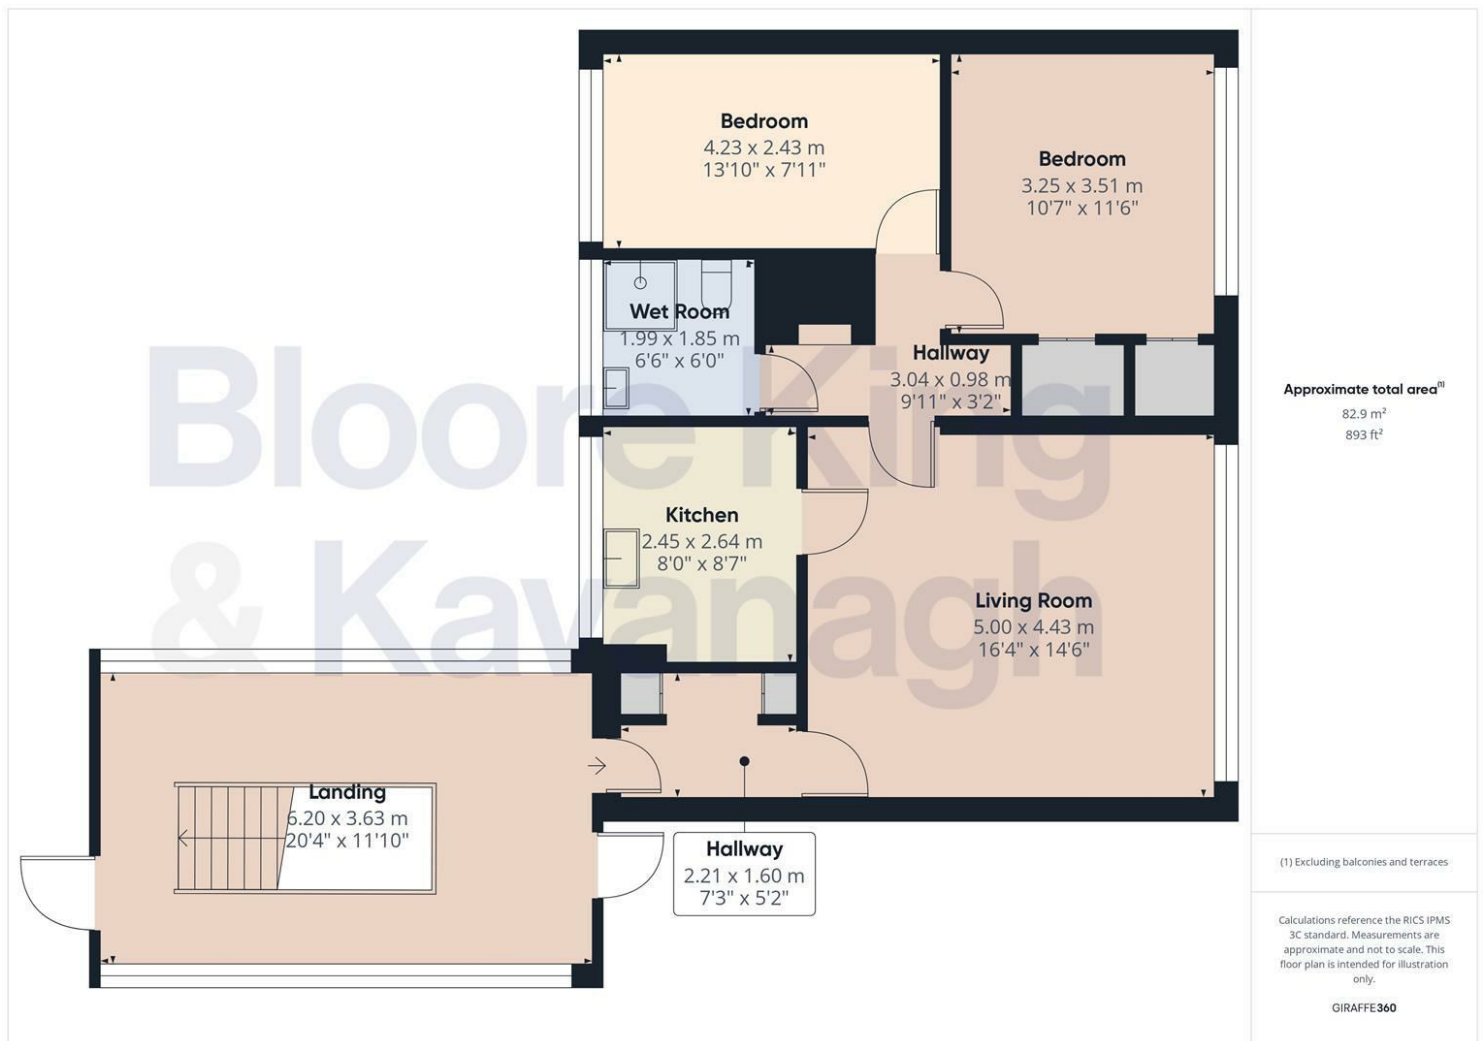 Bedroom
4.23 x 2.43 m
13'10" x 7'11"
Bedroom
3.25 x 3.51 m
10'7" x 11'6"
Wet Room
1.99 x 1.85 m
6'6" x 6'0"
Hallway
3.04 x 0.98 m
9'11" x 3'2"
Kitchen
2.45 x 2.64 m
8'0" x 8'7"
Living Room
5.00 x 4.43 m
16'4" x 14'6"
Landing
6.20 x 3.63 m
20'4" x 11'10"
Hallway
2.21 x 1.60 m
7'3" x 5'2"
Bloore King
& Kavanagh
Approximate total area⁽¹⁾
82.9 m²
893 ft²
(1) Excluding balconies and terraces
Calculations reference the RICS IPMS
3C standard. Measurements are
approximate and not to scale. This
floor plan is intended for illustration
only.
GIRAFFE360